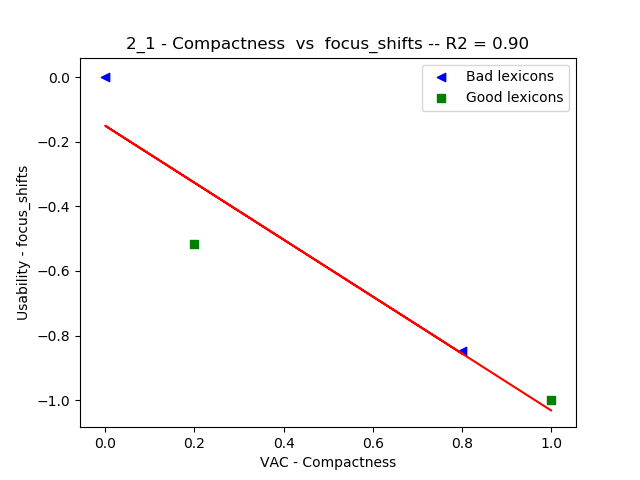 2_1 - Compactness  vs  focus_shifts -- R2 = 0.90
Bad lexicons
Good lexicons
0.0
−0.2
−0.4
−0.6
−0.8
−1.0
Usability - focus_shifts
0.0 0.2 0.4 0.6 0.8 1.0
VAC - Compactness